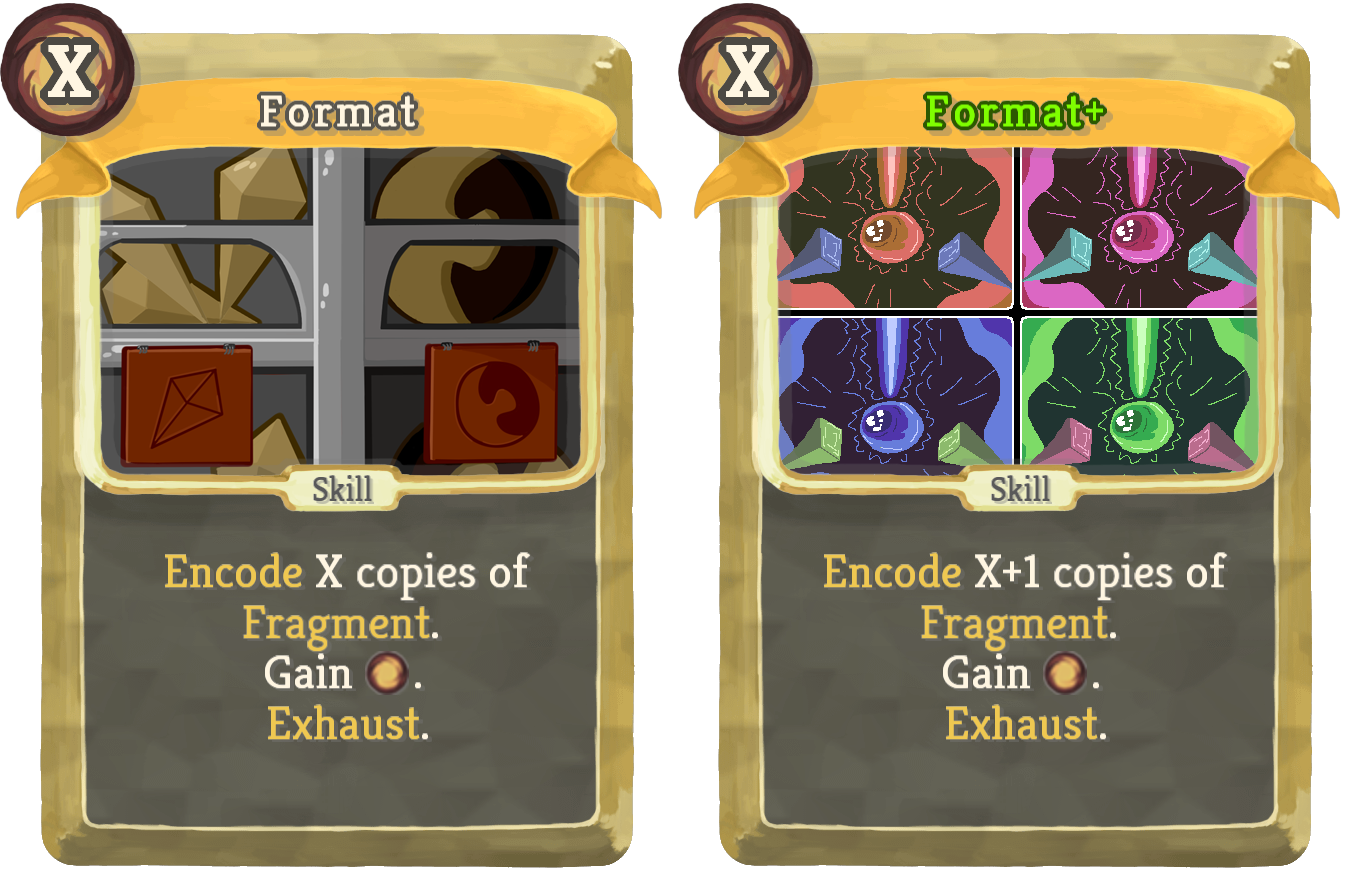 X
Format
Skill
Encode X copies of
Fragment.
Gain .
Exhaust.
X
Format+
Skill
Encode X+1 copies of
Fragment.
Gain .
Exhaust.